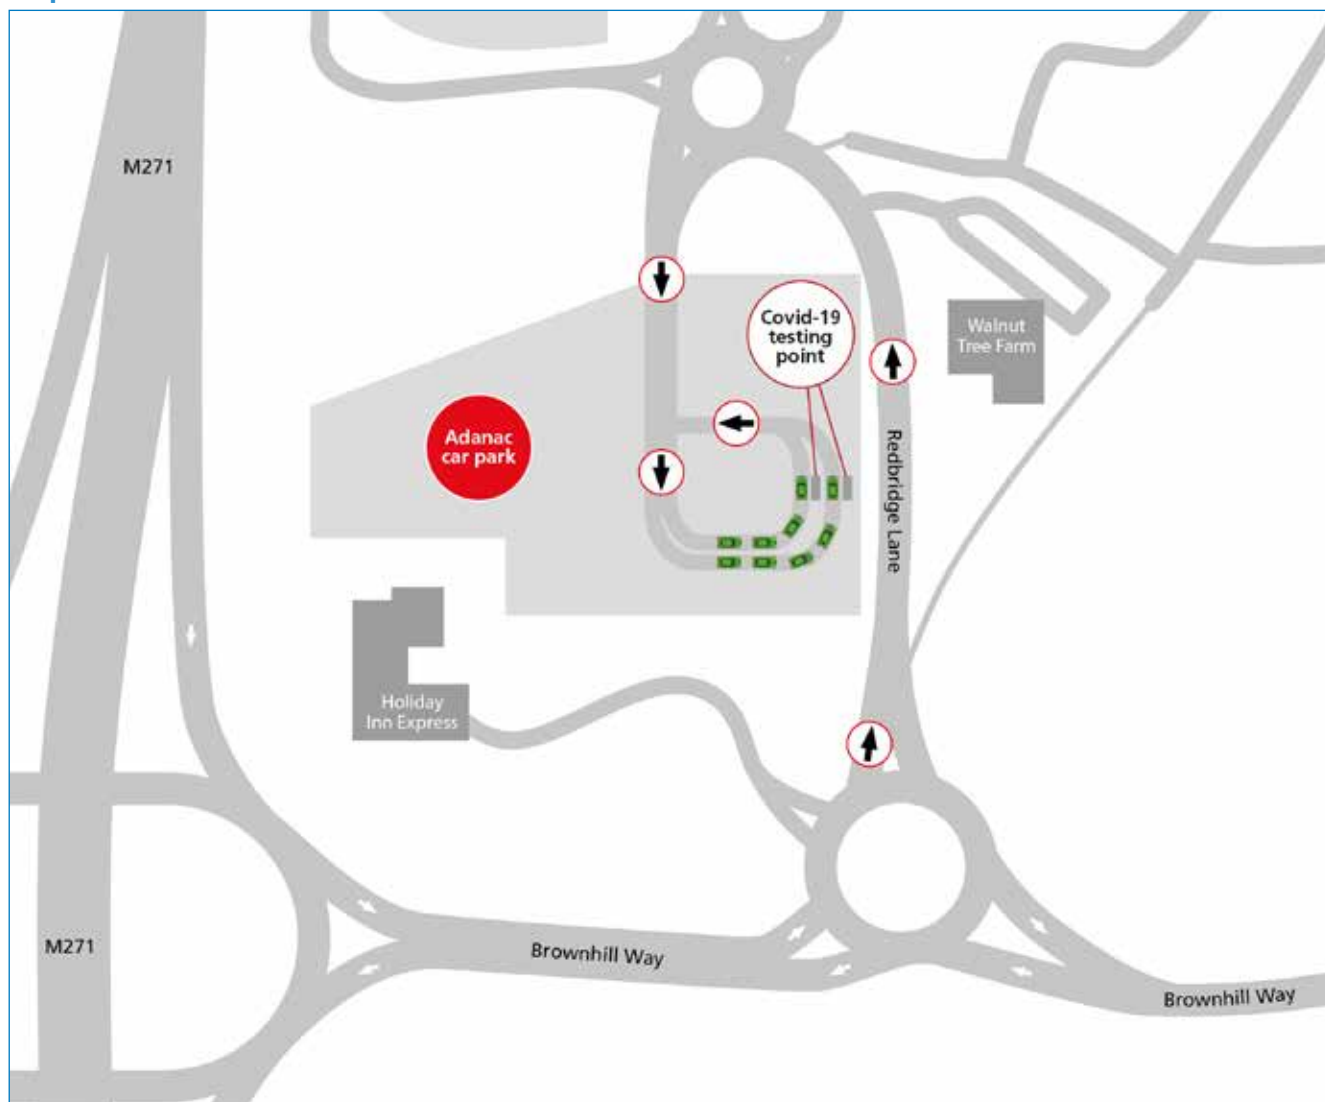 M271
Covid-19
testing
point
Walnut
Tree Farm
Adanac
car park
Redbridge Lane
Holiday
Inn Express
M271
Brownhill Way
Brownhill Way